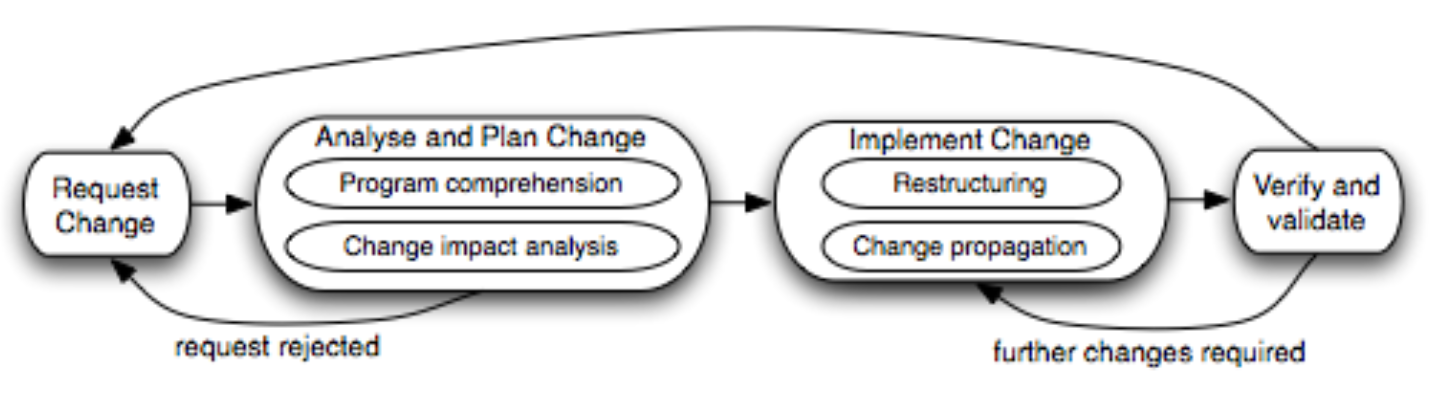 Request
Change
Analyse and Plan Change
Program comprehension
Change impact analysis
Implement Change
Restructuring
Change propagation
Verify and
validate
request rejected
further changes required